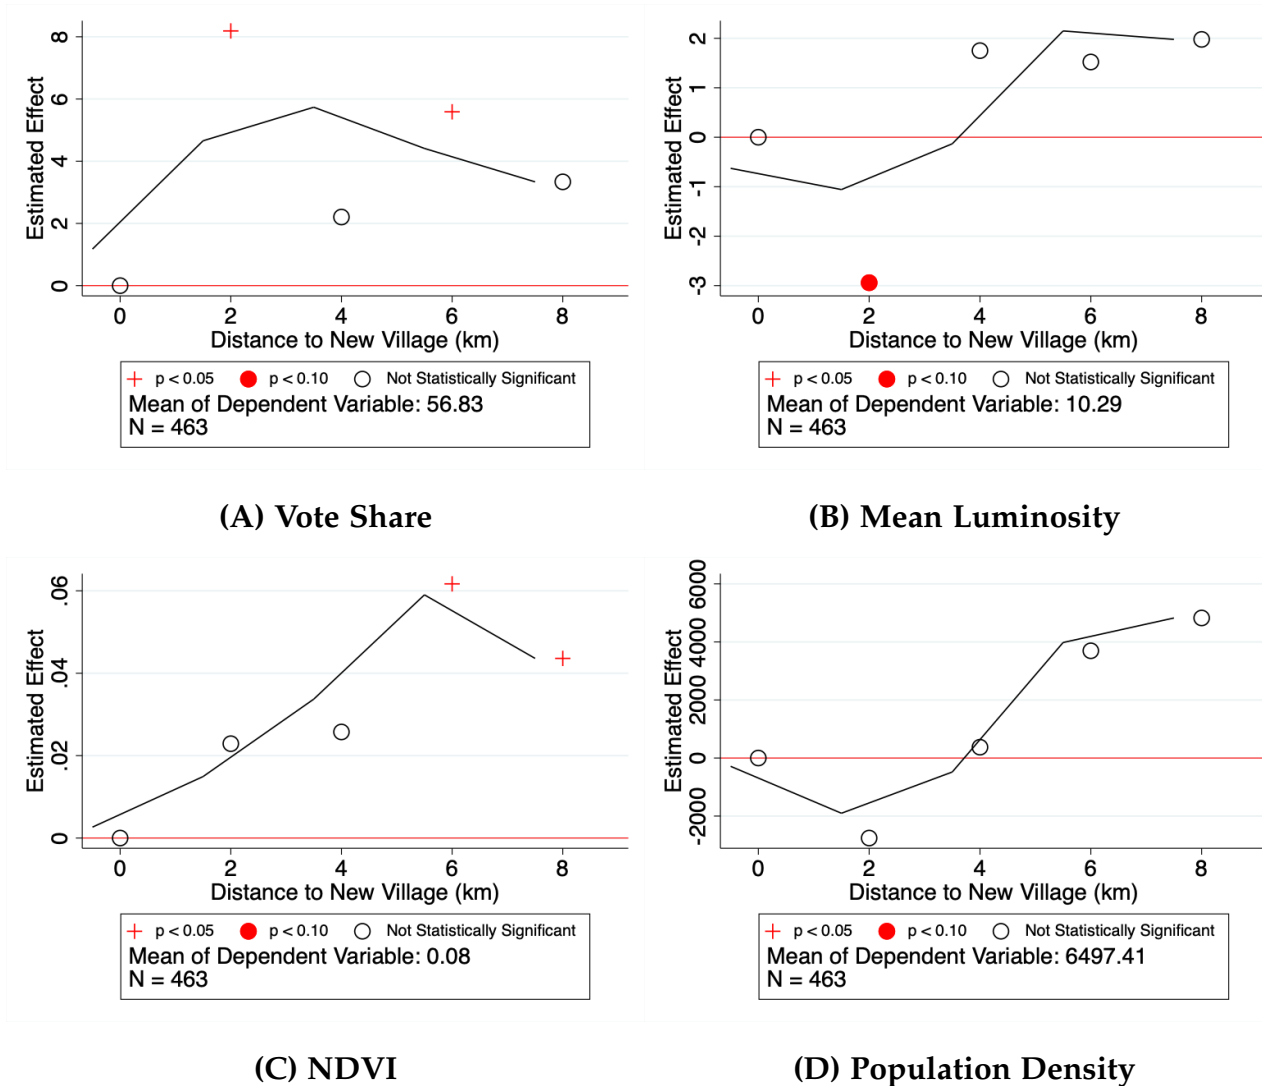 Estimated Effect
8
6
4
2
0
0 2 4 6 8
Distance to New Village (km)
p < 0.05 p < 0.10 Not Statistically Significant
Mean of Dependent Variable: 56.83
N = 463
(A) Vote Share
Estimated Effect
2
1
0
-1
-2
-3
0 2 4 6 8
Distance to New Village (km)
p < 0.05 p < 0.10 Not Statistically Significant
Mean of Dependent Variable: 10.29
N = 463
(B) Mean Luminosity
Estimated Effect
.06
.04
.02
0
0 2 4 6 8
Distance to New Village (km)
p < 0.05 p < 0.10 Not Statistically Significant
Mean of Dependent Variable: 0.08
N = 463
(C) NDVI
Estimated Effect
6000
4000
2000
0
-2000
0 2 4 6 8
Distance to New Village (km)
p < 0.05 p < 0.10 Not Statistically Significant
Mean of Dependent Variable: 6497.41
N = 463
(D) Population Density